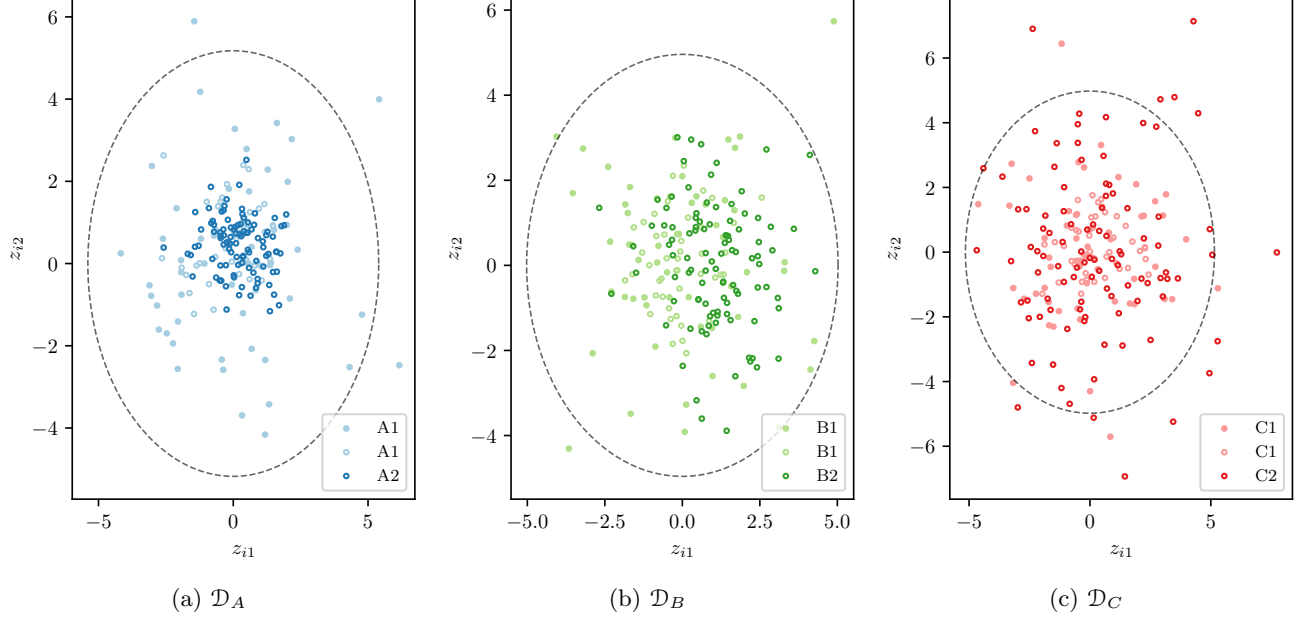 6
4
2
0
−2
−4
z_{i2}
−5
0
5
z_{i1}
A1
A1
A2
(a) 𝒟_A
6
4
2
0
−2
−4
z_{i2}
−5.0
−2.5
0.0
2.5
5.0
z_{i1}
B1
B1
B2
(b) 𝒟_B
6
4
2
0
−2
−4
−6
z_{i2}
−5
0
5
z_{i1}
C1
C1
C2
(c) 𝒟_C